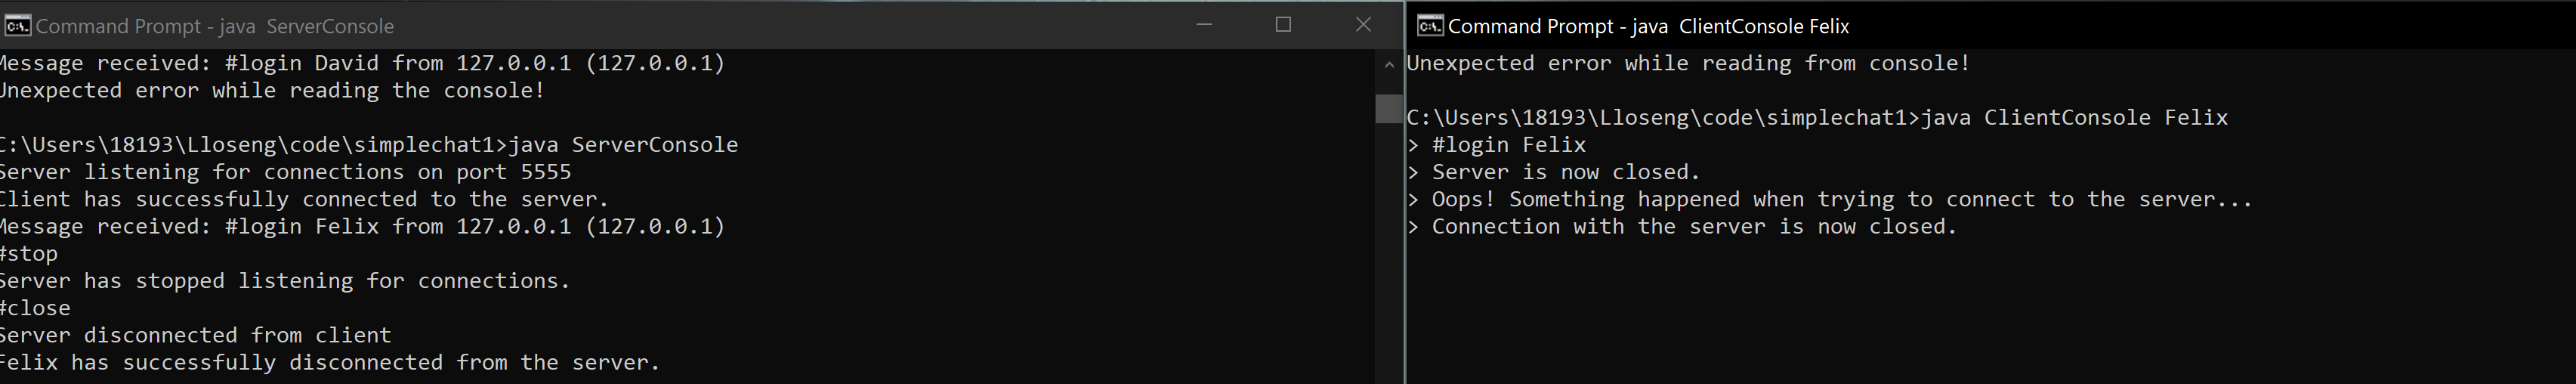 Command Prompt - java ServerConsole
Message received: #login David from 127.0.0.1 (127.0.0.1)
Unexpected error while reading the console!
C:\Users\18193\Lloseng\code\simplechat1>java ServerConsole
Server listening for connections on port 5555
Client has successfully connected to the server.
Message received: #login Felix from 127.0.0.1 (127.0.0.1)
#stop
Server has stopped listening for connections.
#close
Server disconnected from client
Felix has successfully disconnected from the server.
Command Prompt - java ClientConsole Felix
Unexpected error while reading from console!
C:\Users\18193\Lloseng\code\simplechat1>java ClientConsole Felix
> #login Felix
> Server is now closed.
> Oops! Something happened when trying to connect to the server...
> Connection with the server is now closed.